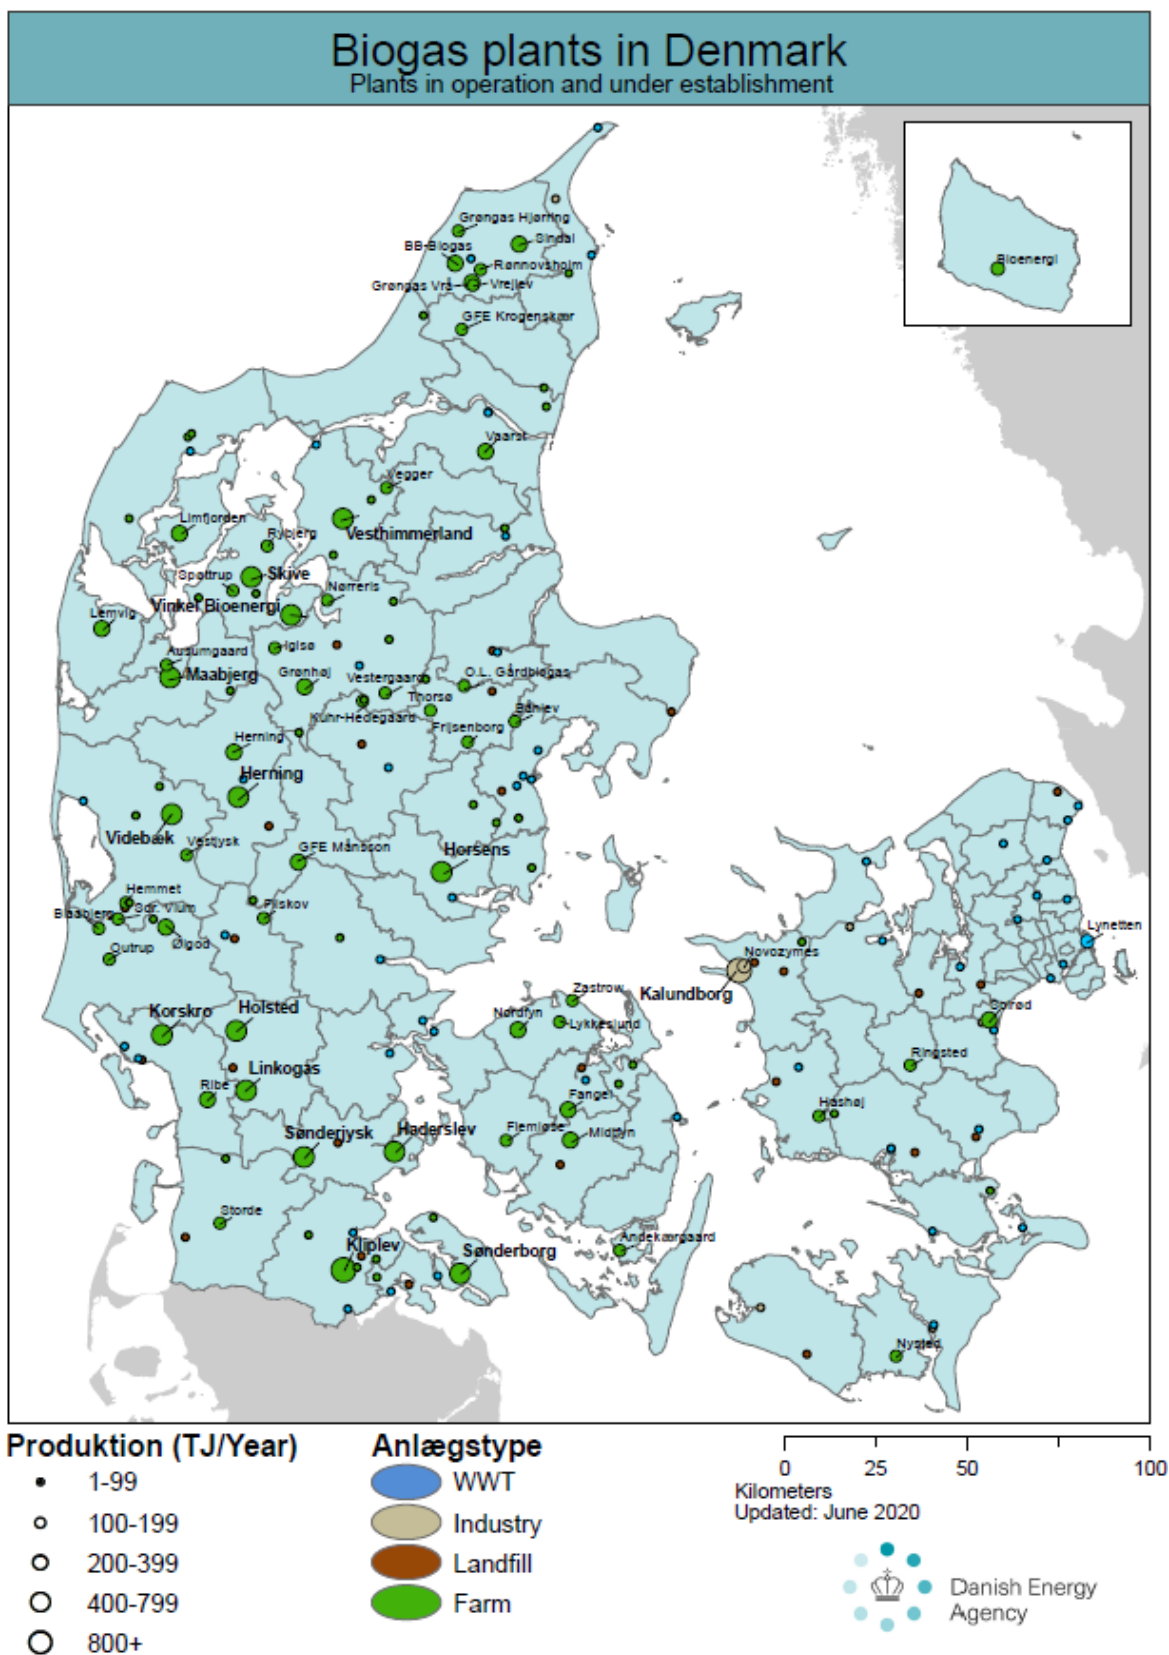 Biogas plants in Denmark
Plants in operation and under establishment
Grøngas Hjørring
Sindal
BB-Biogas
Rønnovsholm
Grøngas Vrå
Vrejlev
GFE Krogenskær
Bioenergi
Vaarst
Vegger
Limfjorden
Vesthimmerland
Rybjerg
Spøttrup
Skive
Nørreris
Vinkel Bioenergi
Lemvig
Ausumgaard
Iglsø
Maabjerg
Grønhøj
Vestergaard
O.L. Gårdbiogas
Thorsø
Kuhr-Hedegaard
Båhlev
Frijsenborg
Herning
Herning
Videbæk
Vestjysk
GFE Månsson
Horsens
Hemmet
Blaabjerg
Sdr. Vium
Pilskov
Ølgod
Outrup
Lynetten
Novozymes
Kalundborg
Zastrow
Korskro
Holsted
Nordfyn
Lykkeslund
Solrød
Ringsted
Linkogas
Ribe
Fangel
Hashøj
Sønderjysk
Haderslev
Flemløse
Midtfyn
Storde
Kliplev
Sønderborg
Andekærgaard
Nysted
Produktion (TJ/Year)
1-99
100-199
200-399
400-799
800+
Anlægstype
WWT
Industry
Landfill
Farm
0 25 50 100
Kilometers
Updated: June 2020
Danish Energy
Agency